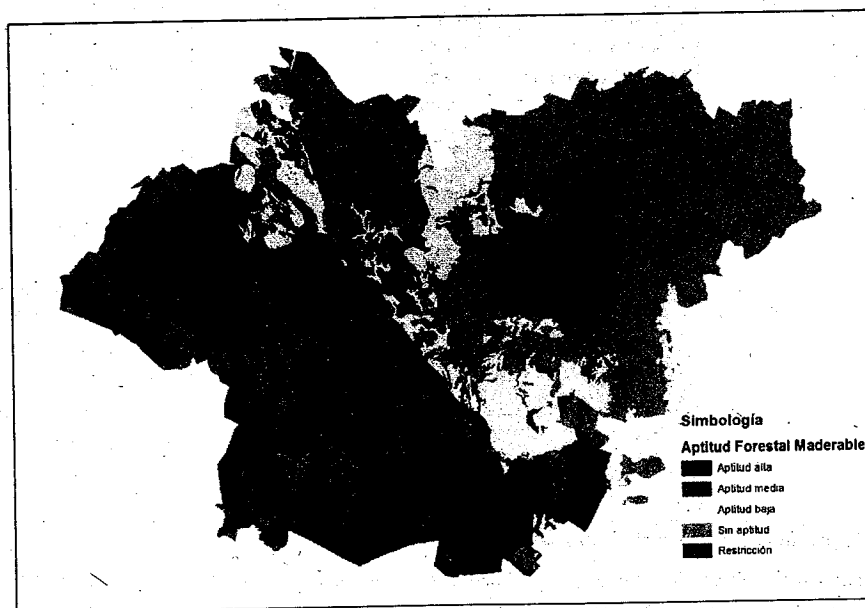 Simbología
Aptitud Forestal Maderable
Aptitud alta
Aptitud media
Aptitud baja
Sin aptitud
Restricción